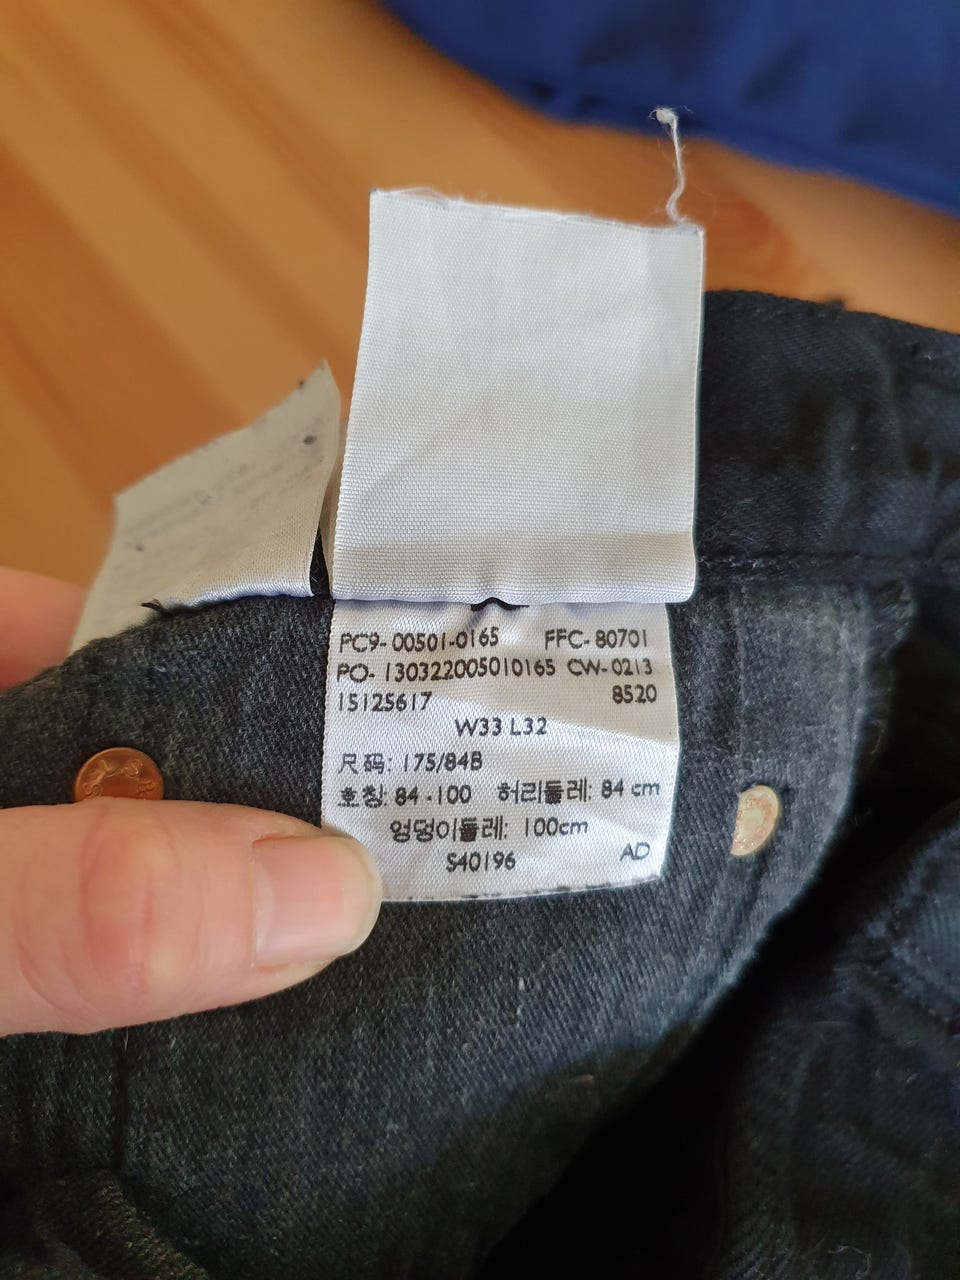 PC9- 00501-0165 FFC- 80701
PO- 130322005010165 CW- 0213
15125617 8520
W33 L32
尺码: 175/84B
호칭: 84 -100 허리둘레: 84 cm
엉덩이둘레: 100cm
S40196 AD